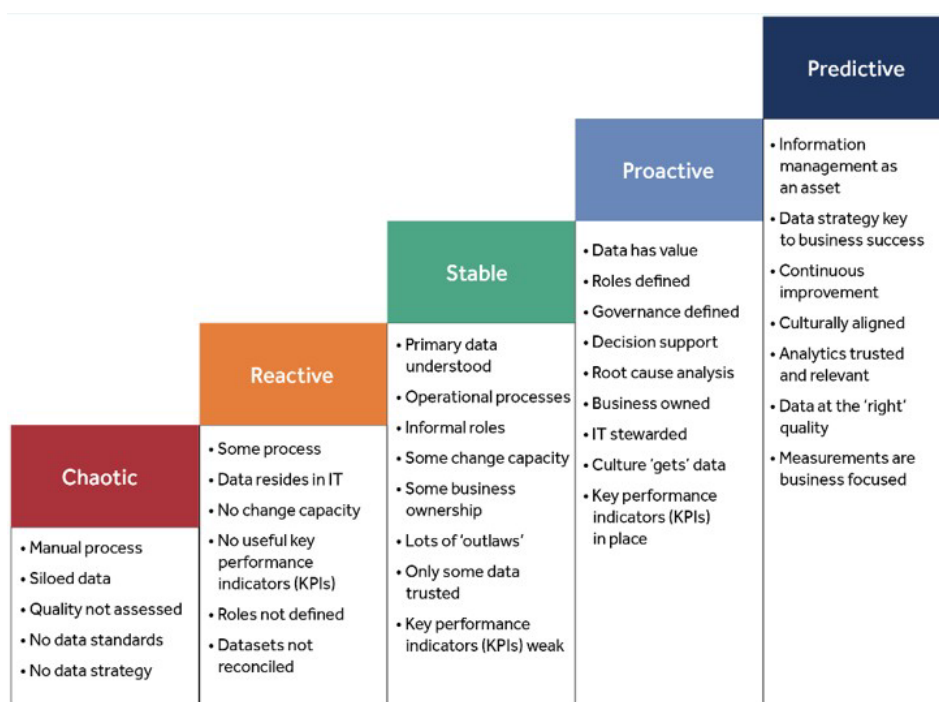 Chaotic
• Manual process
• Siloed data
• Quality not assessed
• No data standards
• No data strategy
Reactive
• Some process
• Data resides in IT
• No change capacity
• No useful key
performance
indicators (KPIs)
• Roles not defined
• Datasets not
reconciled
Stable
• Primary data
understood
• Operational processes
• Informal roles
• Some change capacity
• Some business
ownership
• Lots of ‘outlaws’
• Only some data
trusted
• Key performance
indicators (KPIs) weak
Proactive
• Data has value
• Roles defined
• Governance defined
• Decision support
• Root cause analysis
• Business owned
• IT stewarded
• Culture ‘gets’ data
• Key performance
indicators (KPIs)
in place
Predictive
• Information
management as
an asset
• Data strategy key
to business success
• Continuous
improvement
• Culturally aligned
• Analytics trusted
and relevant
• Data at the ‘right’
quality
• Measurements are
business focused